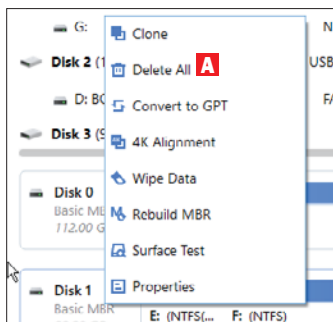 G:
Clone
N
Disk 2 (1
Delete All A
USB
D: BO
Convert to GPT
FA
Disk 3 (9
4K Alignment
Wipe Data
Disk 0
Basic MB
Rebuild MBR
112.00 G
Surface Test
Disk 1
Properties
Basic MBR
E: (NTFS(... F: (NTFS)